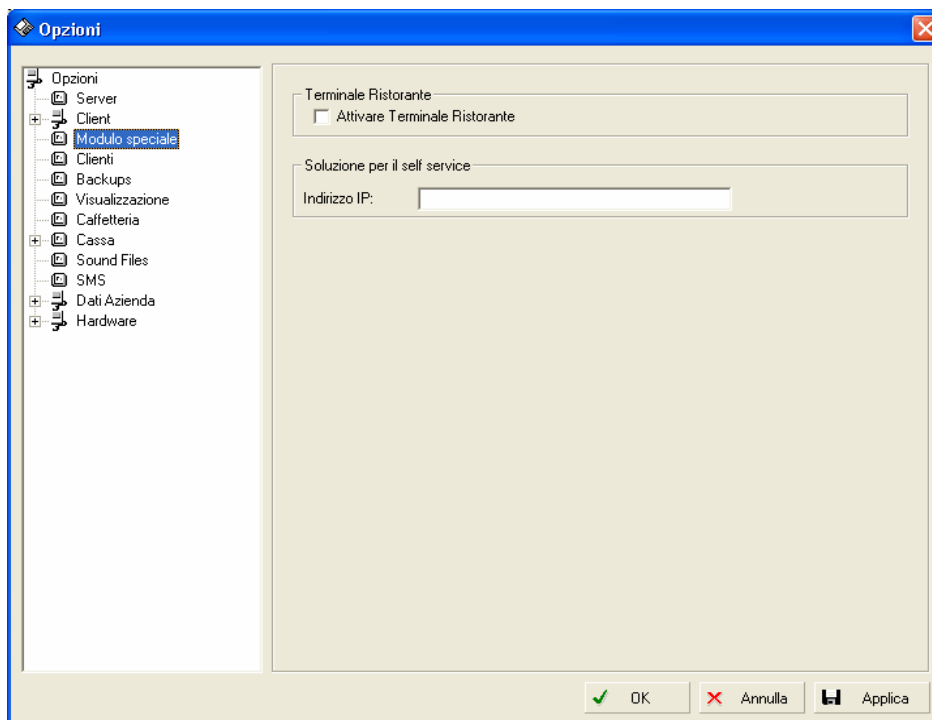 Opzioni
Opzioni
Server
Client
Modulo speciale
Clienti
Backups
Visualizzazione
Caffetteria
Cassa
Sound Files
SMS
Dati Azienda
Hardware
Terminale Ristorante
Attivare Terminale Ristorante
Soluzione per il self service
Indirizzo IP:
OK Annulla Applica